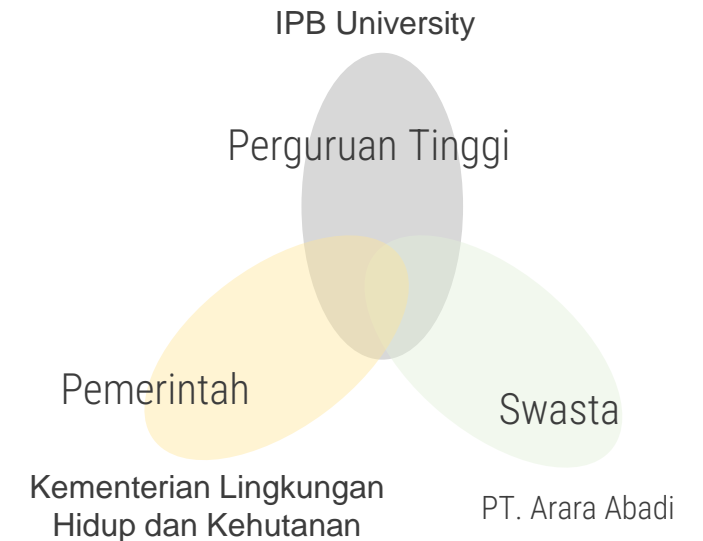 IPB University
Perguruan Tinggi
Pemerintah
Swasta
Kementerian Lingkungan
Hidup dan Kehutanan
PT. Arara Abadi